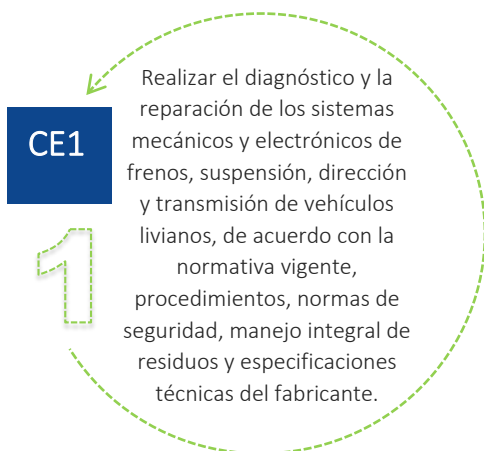 CE1
1
Realizar el diagnóstico y la
reparación de los sistemas
mecánicos y electrónicos de
frenos, suspensión, dirección
y transmisión de vehículos
livianos, de acuerdo con la
normativa vigente,
procedimientos, normas de
seguridad, manejo integral de
residuos y especificaciones
técnicas del fabricante.